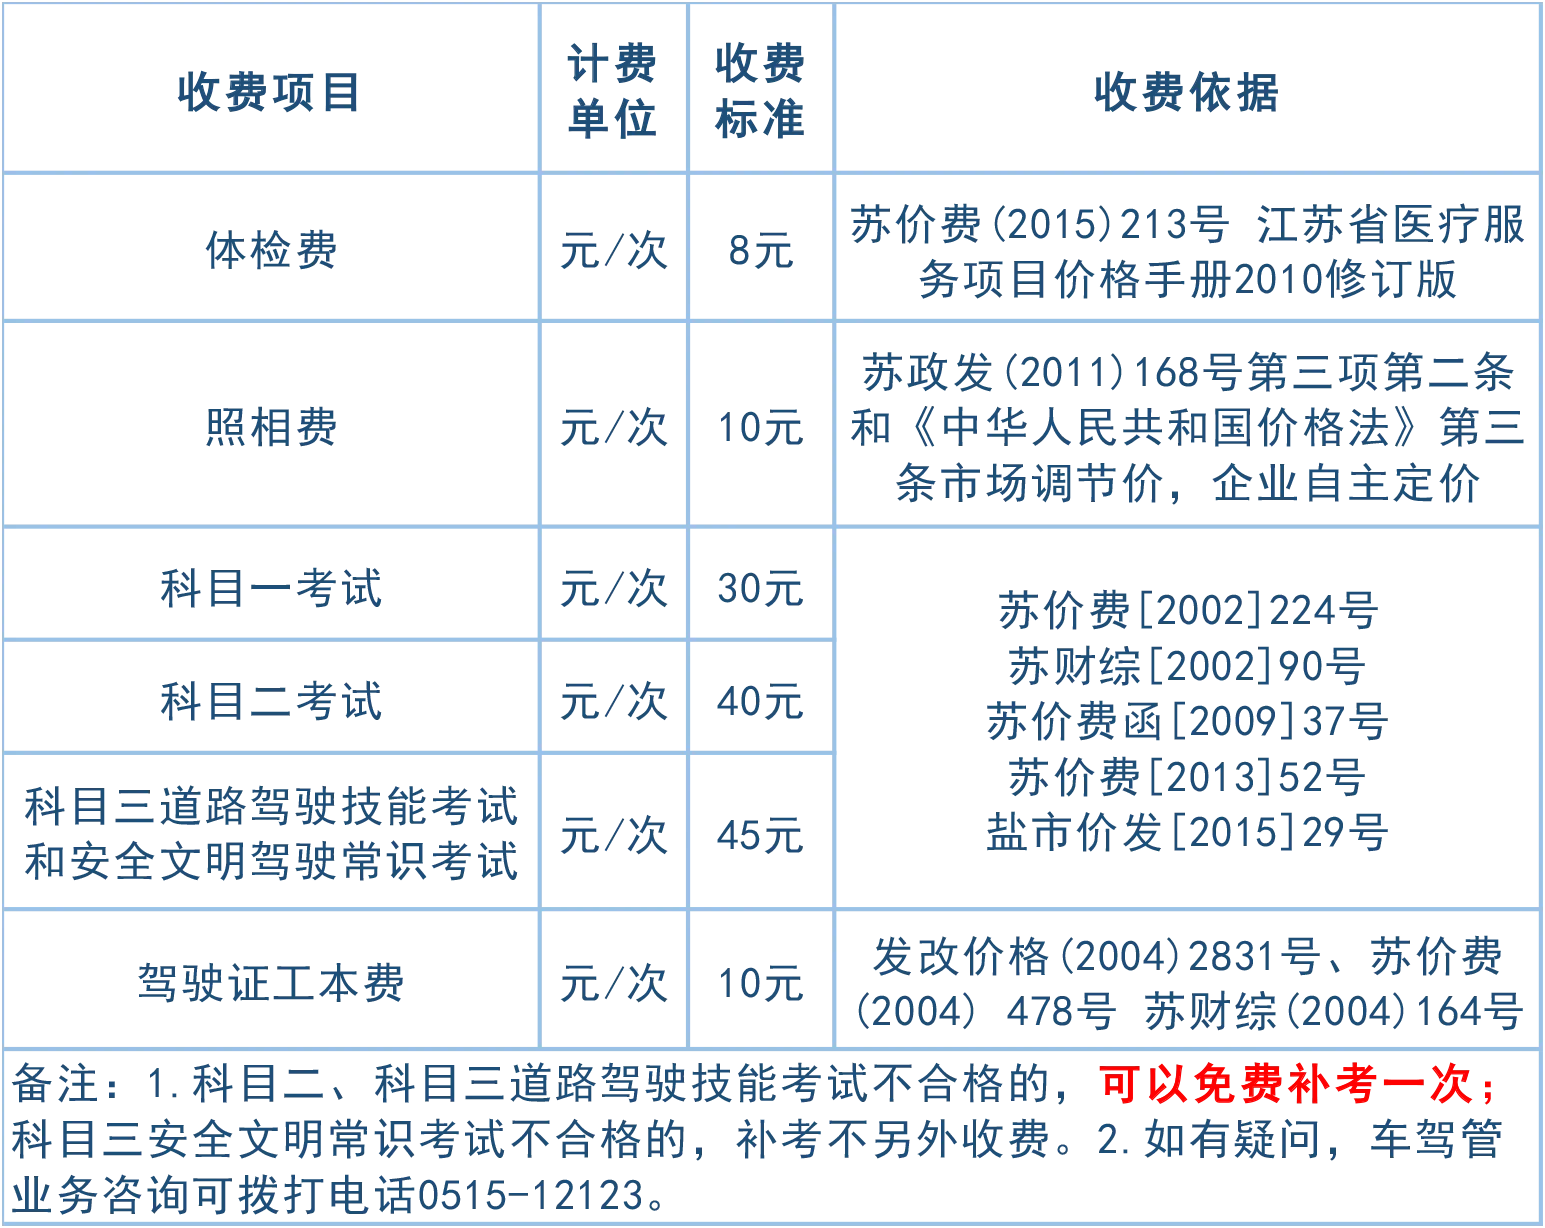 收费项目
计费
单位
收费
标准
收费依据
体检费
元/次
8元
苏价费(2015)213号 江苏省医疗服
务项目价格手册2010修订版
照相费
元/次
10元
苏政发(2011)168号第三项第二条
和《中华人民共和国价格法》第三
条市场调节价，企业自主定价
科目一考试
元/次
30元
科目二考试
元/次
40元
科目三道路驾驶技能考试
和安全文明驾驶常识考试
元/次
45元
苏价费[2002]224号
苏财综[2002]90号
苏价费函[2009]37号
苏价费[2013]52号
盐市价发[2015]29号
驾驶证工本费
元/次
10元
发改价格(2004)2831号、苏价费
(2004) 478号 苏财综(2004)164号
备注：1.科目二、科目三道路驾驶技能考试不合格的，可以免费补考一次；
科目三安全文明常识考试不合格的，补考不另外收费。2.如有疑问，车驾管
业务咨询可拨打电话0515-12123。